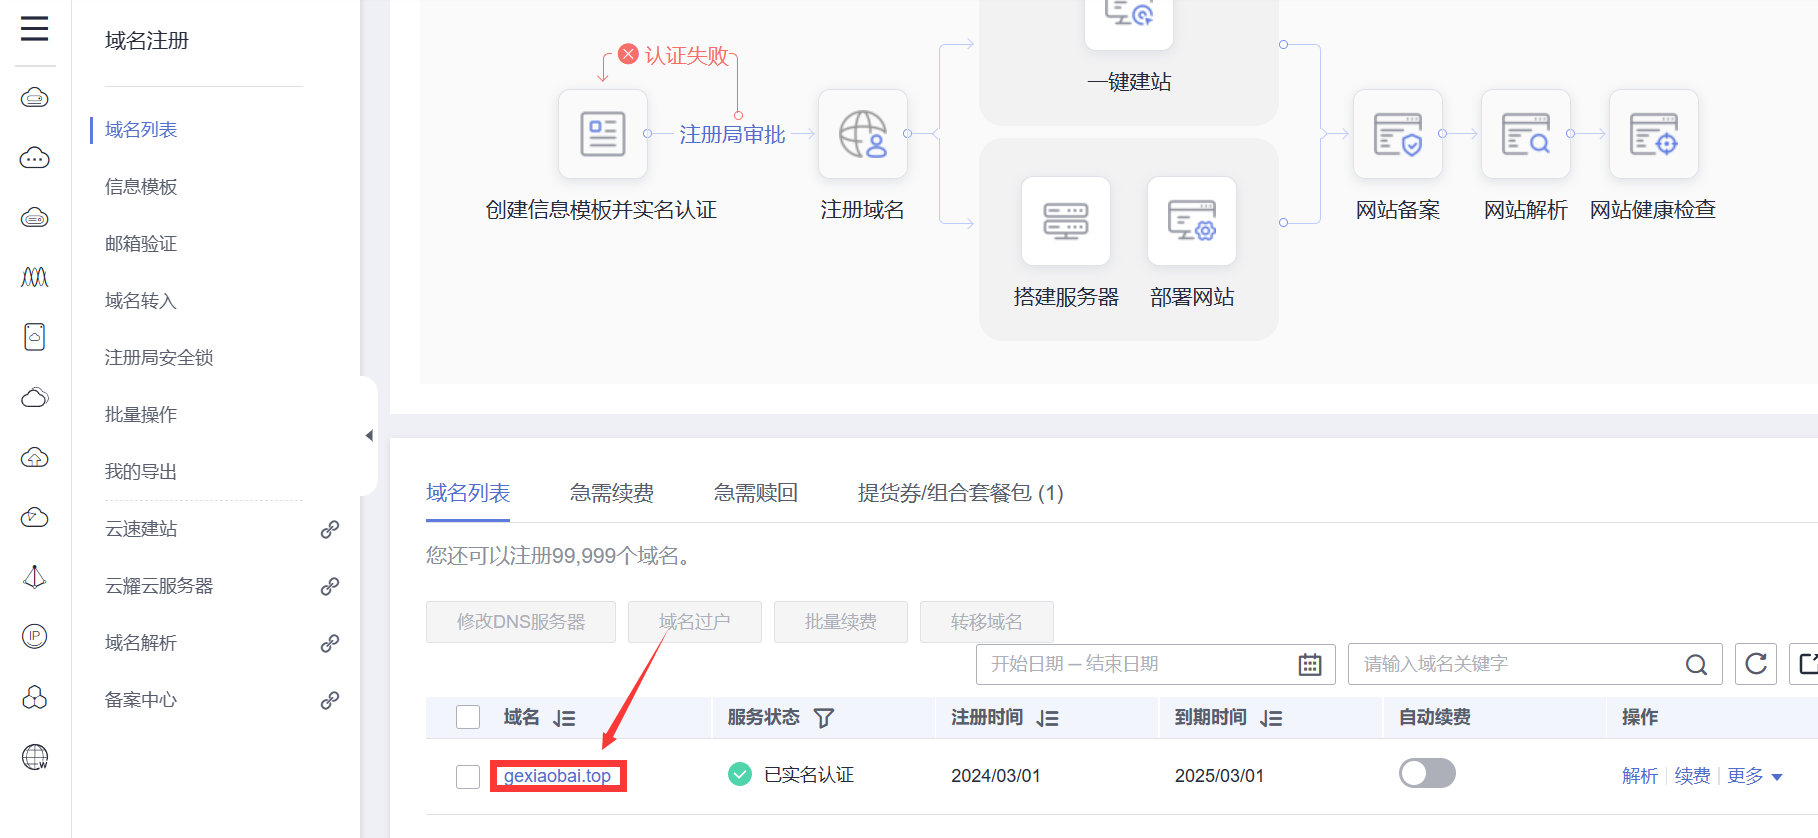 域名注册
域名列表
信息模板
邮箱验证
域名转入
注册局安全锁
批量操作
我的导出
云速建站
云耀云服务器
域名解析
备案中心
IP
W
认证失败
注册局审批
创建信息模板并实名认证
注册域名
一键建站
搭建服务器
部署网站
网站备案
网站解析
网站健康检查
域名列表 急需续费 急需赎回 提货券/组合套餐包 (1)
您还可以注册99,999个域名。
修改DNS服务器 域名过户 批量续费 转移域名
开始日期 – 结束日期 请输入域名关键字
域名 服务状态 注册时间 到期时间 自动续费 操作
gexiaobai.top 已实名认证 2024/03/01 2025/03/01 解析 续费 更多